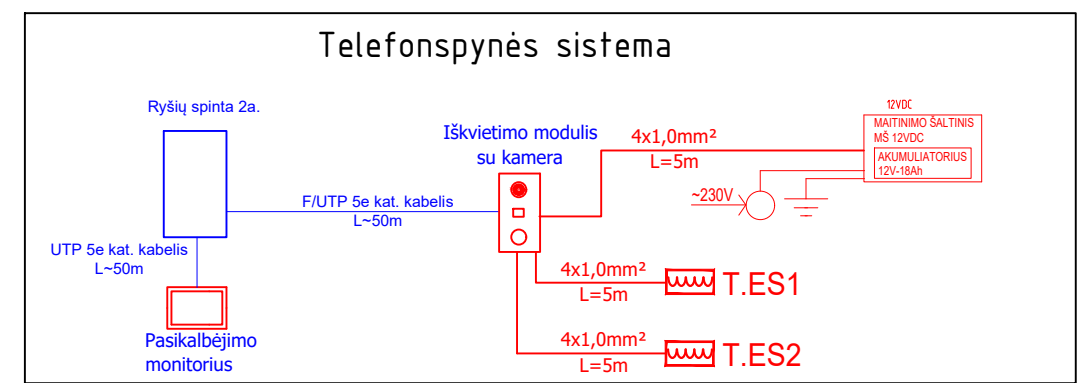 Telefonspynės sistema
Ryšių spinta 2a.
Iškvietimo modulis
su kamera
4x1,0mm²
L=5m
12VDC
MAITINIMO ŠALTINIS
MŠ 12VDC
AKUMULIATORIUS
12V-18Ah
~230V
F/UTP 5e kat. kabelis
L~50m
UTP 5e kat. kabelis
L~50m
4x1,0mm²
L=5m
T.ES1
Pasikalbėjimo
monitorius
4x1,0mm²
L=5m
T.ES2